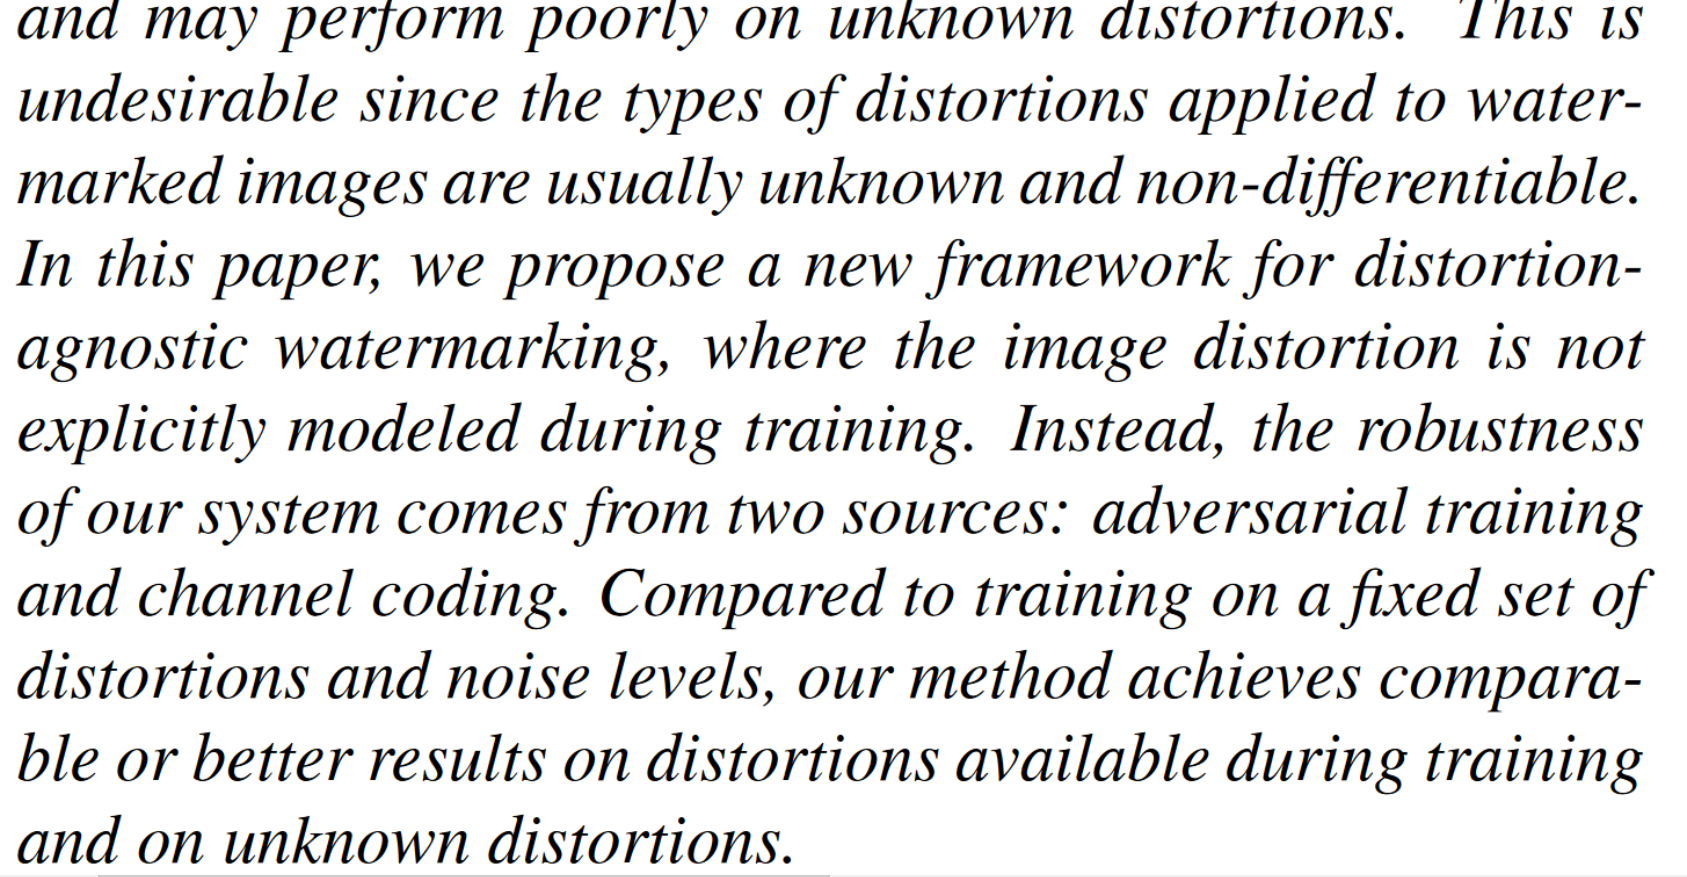 and may perform poorly on unknown distortions. This is
undesirable since the types of distortions applied to water-
marked images are usually unknown and non-differentiable.
In this paper, we propose a new framework for distortion-
agnostic watermarking, where the image distortion is not
explicitly modeled during training. Instead, the robustness
of our system comes from two sources: adversarial training
and channel coding. Compared to training on a fixed set of
distortions and noise levels, our method achieves compara-
ble or better results on distortions available during training
and on unknown distortions.